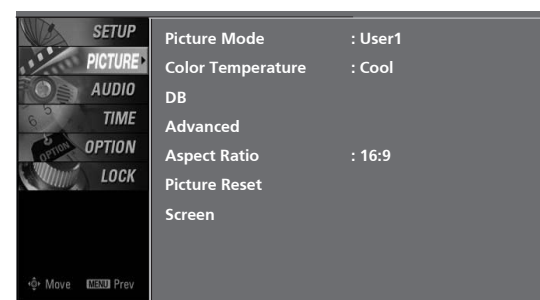 SETUP
PICTURE
AUDIO
TIME
OPTION
LOCK
Move MENU Prev
Picture Mode : User1
Color Temperature : Cool
DB
Advanced
Aspect Ratio : 16:9
Picture Reset
Screen